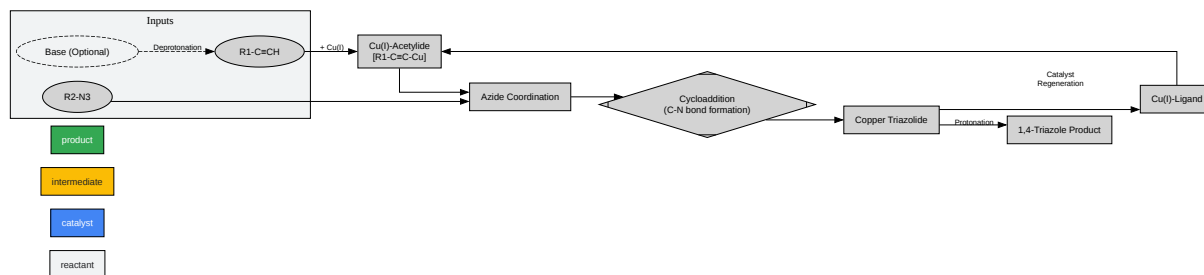 Inputs
Base (Optional)
Deprotonation
R1-C≡CH
+ Cu(I)
Cu(I)-Acetylide
[R1-C≡C-Cu]
R2-N3
Azide Coordination
Cycloaddition
(C-N bond formation)
Copper Triazolide
Catalyst
Regeneration
Cu(I)-Ligand
Protonation
1,4-Triazole Product
product
intermediate
catalyst
reactant